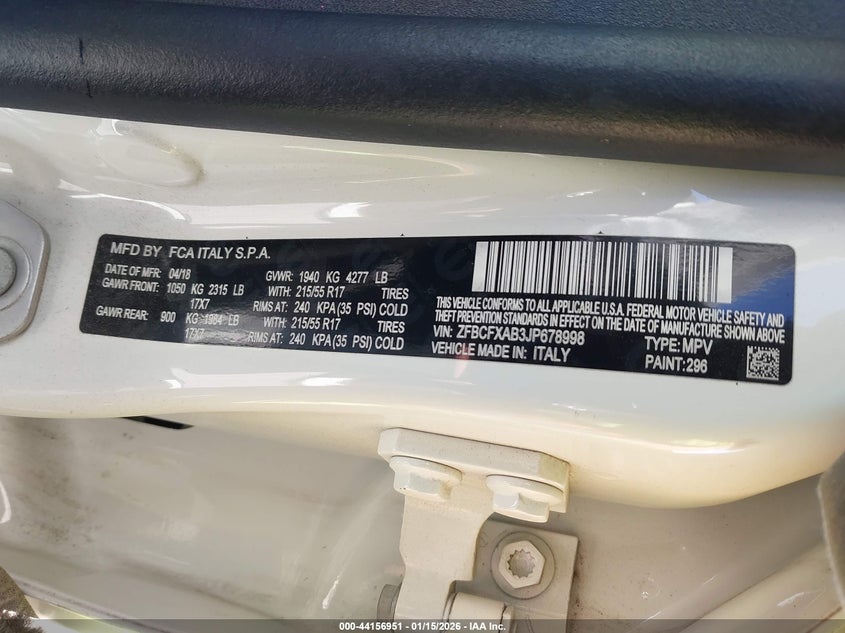 MFD BY FCA ITALY S.P.A.
DATE OF MFR: 04/18 GVWR: 1940 KG 4277 LB
GAWR FRONT: 1050 KG 2315 LB WITH: 215/55 R17 TIRES
17X7 RIMS AT: 240 KPA (35 PSI) COLD
GAWR REAR: 900 KG 1984 LB WITH: 215/55 R17 TIRES
17X7 RIMS AT: 240 KPA (35 PSI) COLD
THIS VEHICLE CONFORMS TO ALL APPLICABLE U.S.A. FEDERAL MOTOR VEHICLE SAFETY AND
THEFT PREVENTION STANDARDS IN EFFECT ON THE DATE OF MANUFACTURE SHOWN ABOVE
VIN: ZFBCFXAB3JP678998 TYPE: MPV
VEHICLE MADE IN: ITALY PAINT: 296
000-44156951 - 01/15/2026 - IAA Inc.